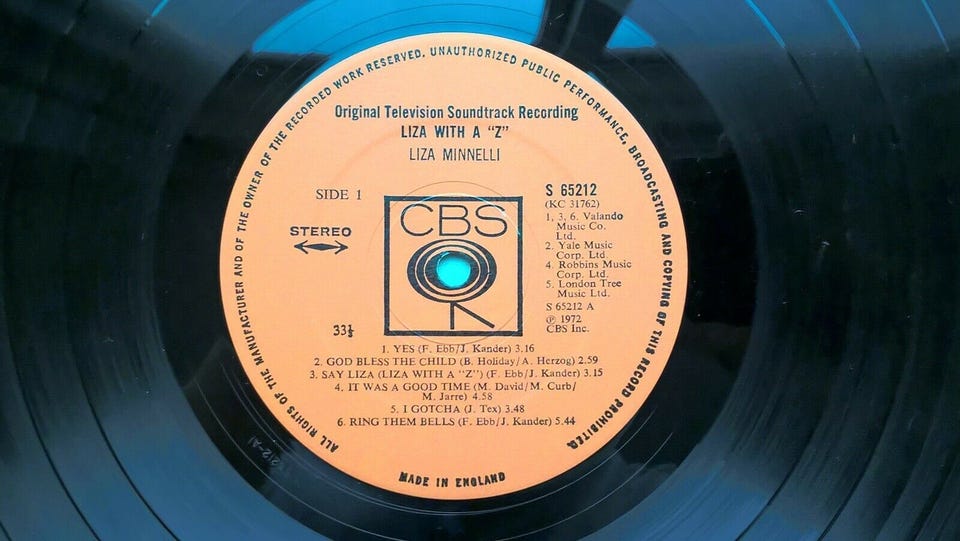 ALL RIGHTS OF THE MANUFACTURER AND OF THE OWNER OF THE RECORDED WORK RESERVED. UNAUTHORIZED PUBLIC PERFORMANCE, BROADCASTING AND COPYING OF THIS RECORD PROHIBITED.
Original Television Soundtrack Recording
LIZA WITH A "Z"
LIZA MINNELLI
SIDE 1
STEREO
33⅓
CBS
S 65212
(KC 31762)
1, 3, 6. Valando
Music Co.
Ltd.
2. Yale Music
Corp. Ltd.
4. Robbins Music
Corp. Ltd.
5. London Tree
Music Ltd.
S 65212 A
℗ 1972
CBS Inc.
1. YES (F. Ebb/J. Kander) 3.16
2. GOD BLESS THE CHILD (B. Holiday/A. Herzog) 2.59
3. SAY LIZA (LIZA WITH A "Z") (F. Ebb/J. Kander) 3.15
4. IT WAS A GOOD TIME (M. David/M. Curb/
M. Jarre) 4.58
5. I GOTCHA (J. Tex) 3.48
6. RING THEM BELLS (F. Ebb/J. Kander) 5.44
MADE IN ENGLAND